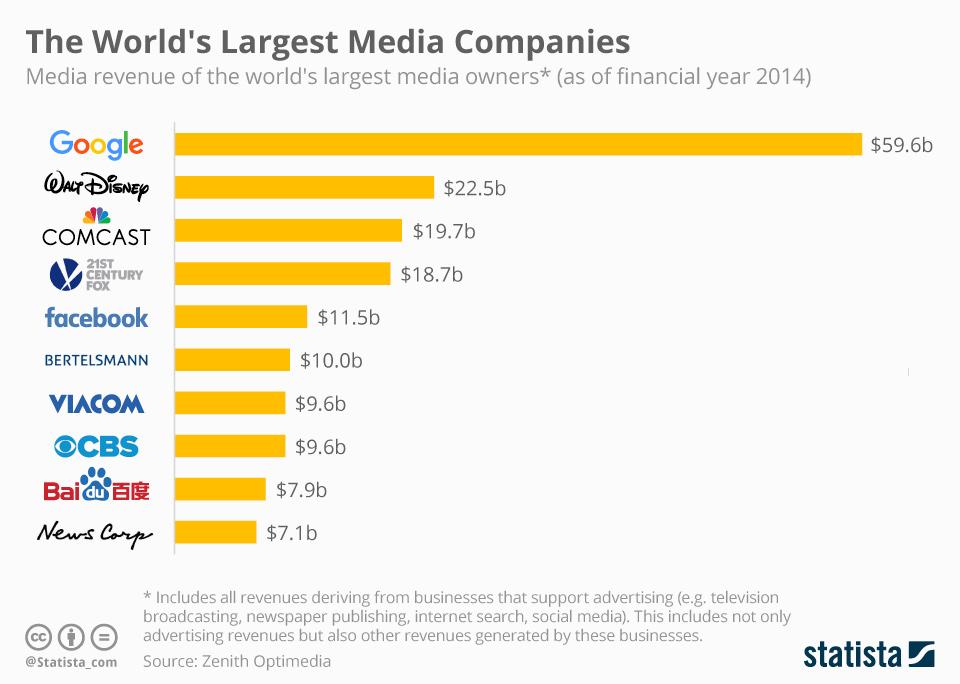 The World's Largest Media Companies
Media revenue of the world's largest media owners* (as of financial year 2014)
Google $59.6b
WALT DISNEY $22.5b
COMCAST $19.7b
21ST CENTURY FOX $18.7b
facebook $11.5b
BERTELSMANN $10.0b
VIACOM $9.6b
CBS $9.6b
Baidu百度 $7.9b
News Corp $7.1b
* Includes all revenues deriving from businesses that support advertising (e.g. television
broadcasting, newspaper publishing, internet search, social media). This includes not only
advertising revenues but also other revenues generated by these businesses.
cc
@Statista_com
Source: Zenith Optimedia
statista